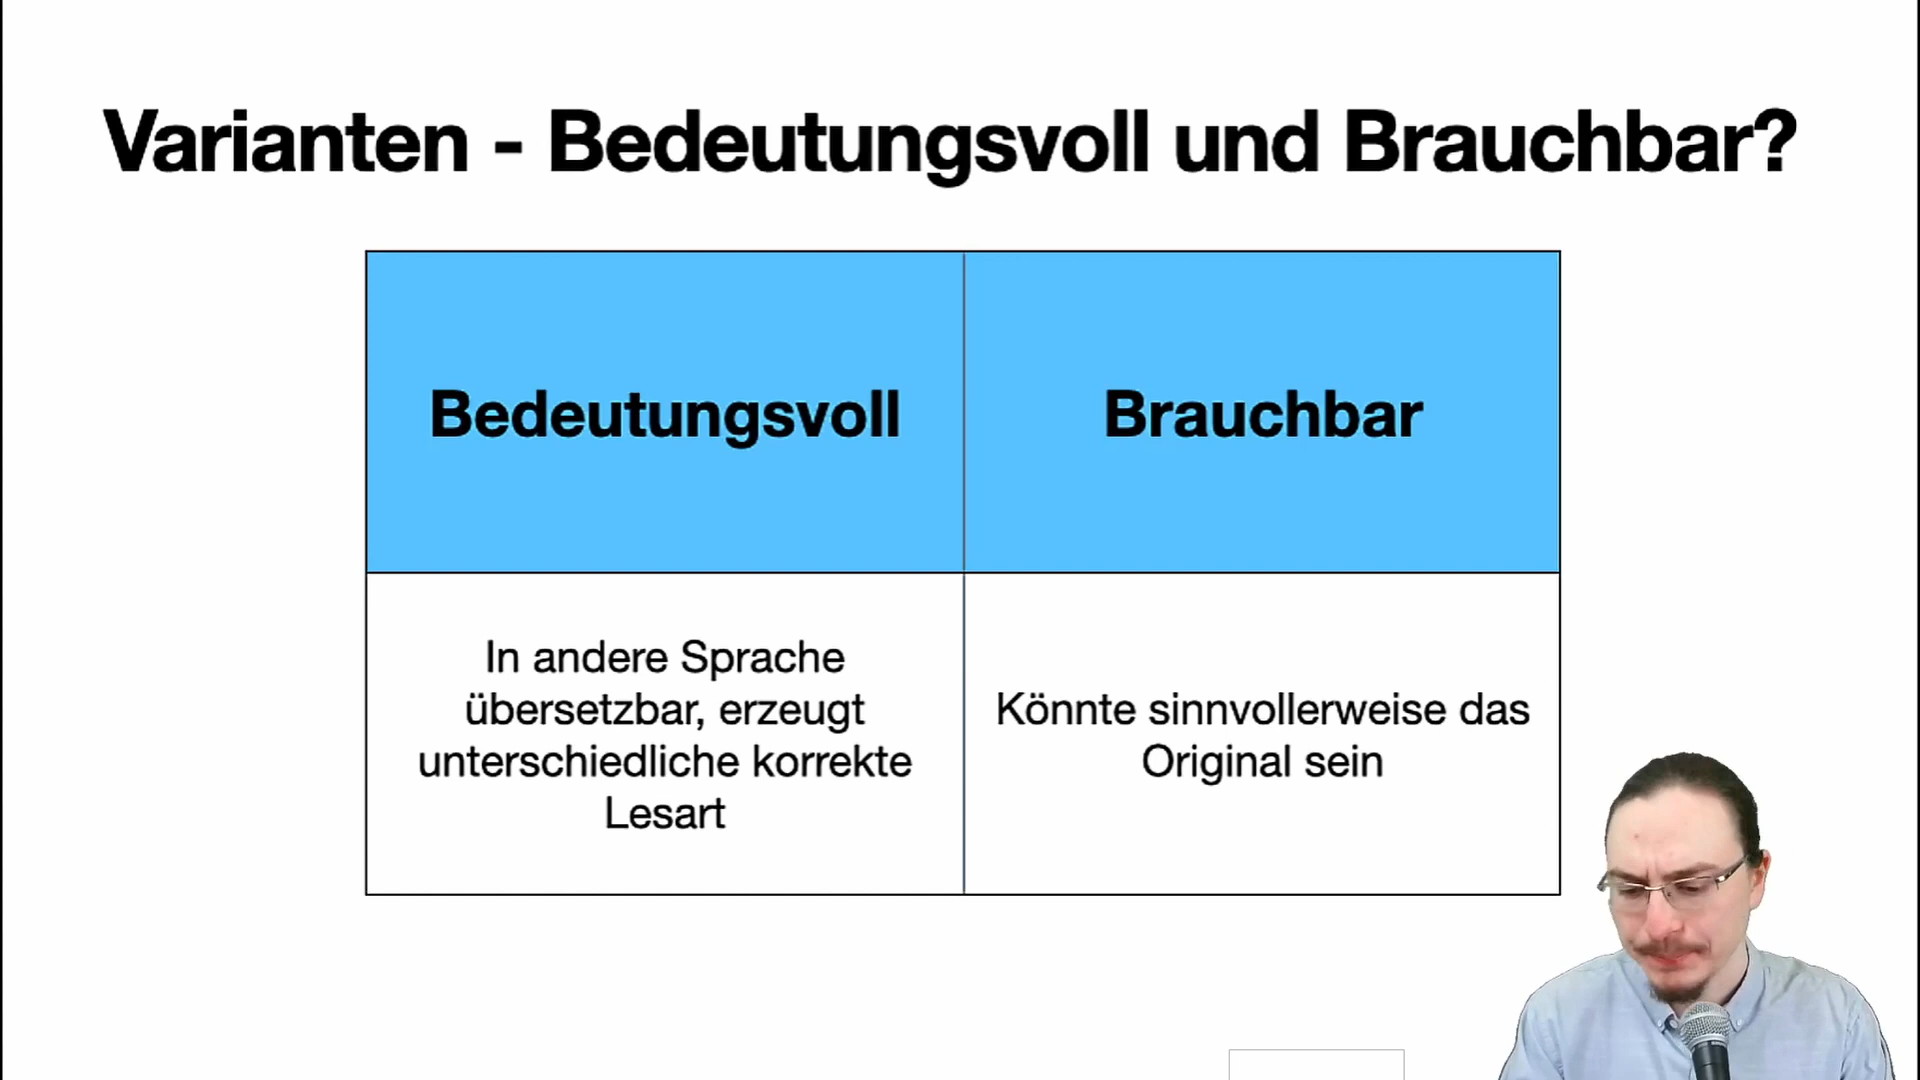 Varianten - Bedeutungsvoll und Brauchbar?
Bedeutungsvoll
Brauchbar
In andere Sprache
übersetzbar, erzeugt
unterschiedliche korrekte
Lesart
Könnte sinnvollerweise das
Original sein